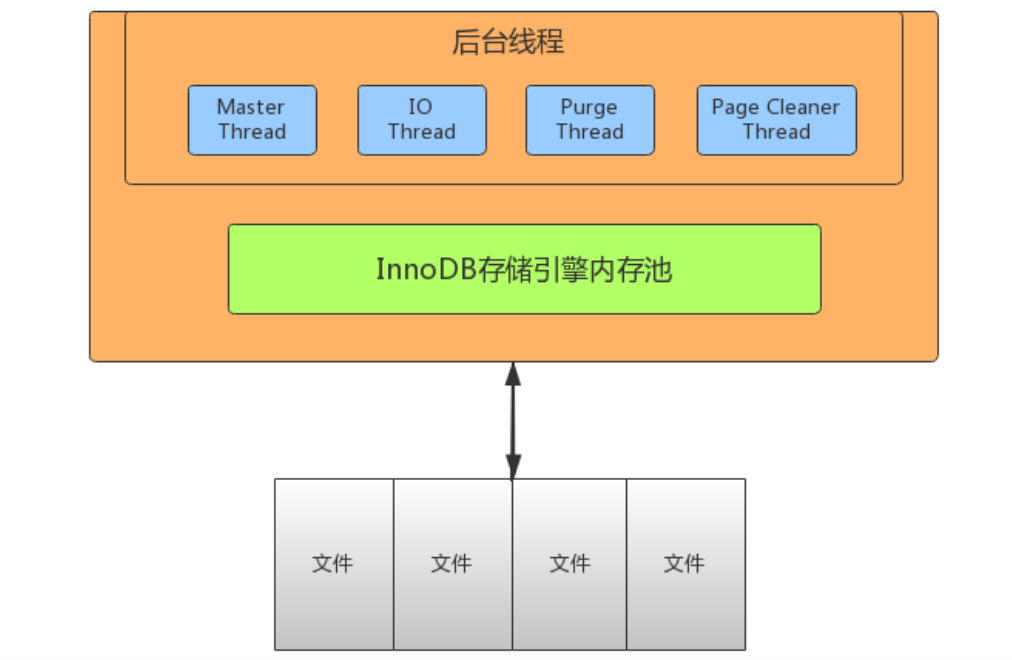 后台线程
Master
Thread
IO
Thread
Purge
Thread
Page Cleaner
Thread
InnoDB存储引擎内存池
文件
文件
文件
文件